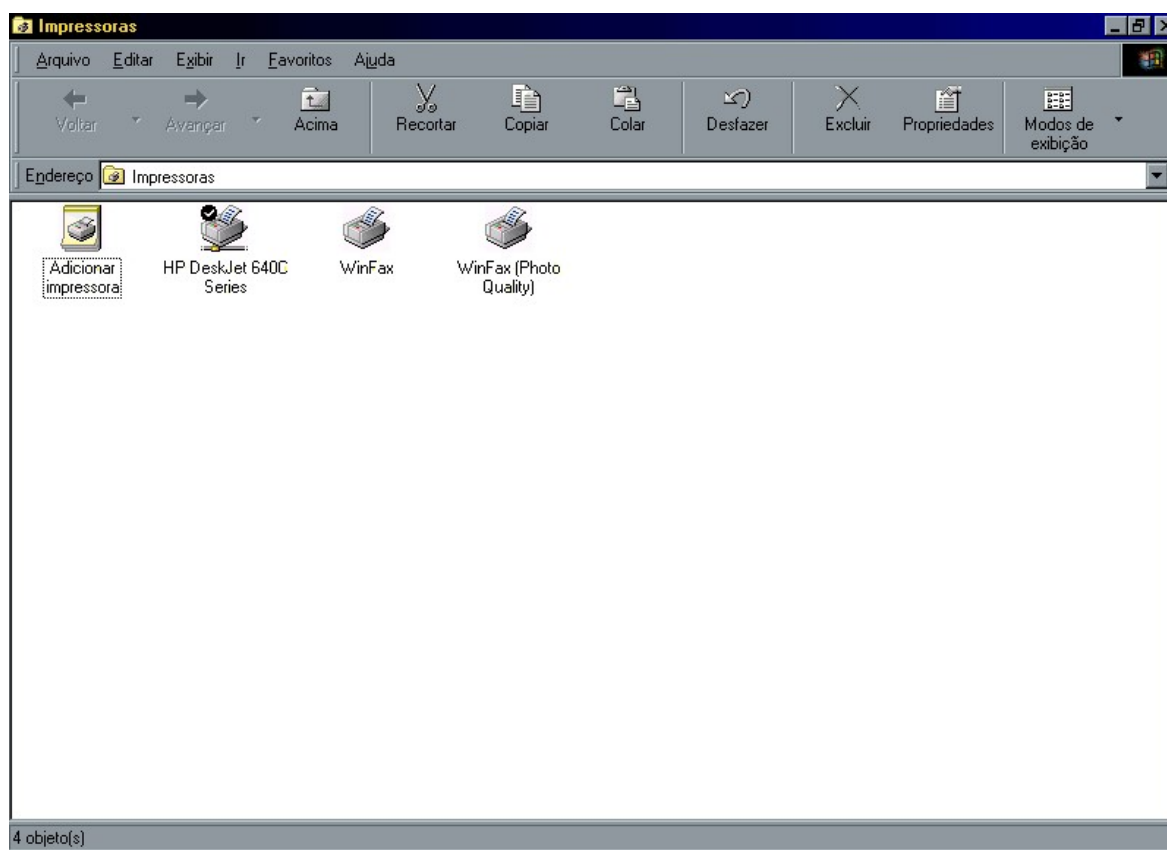 Impressoras
Arquivo Editar Exibir Ir Favoritos Ajuda
Voltar Avançar Acima Recortar Copiar Colar Desfazer Excluir Propriedades Modos de
exibição
Endereço Impressoras
Adicionar
impressora
HP DeskJet 640C
Series
WinFax
WinFax (Photo
Quality)
4 objeto(s)